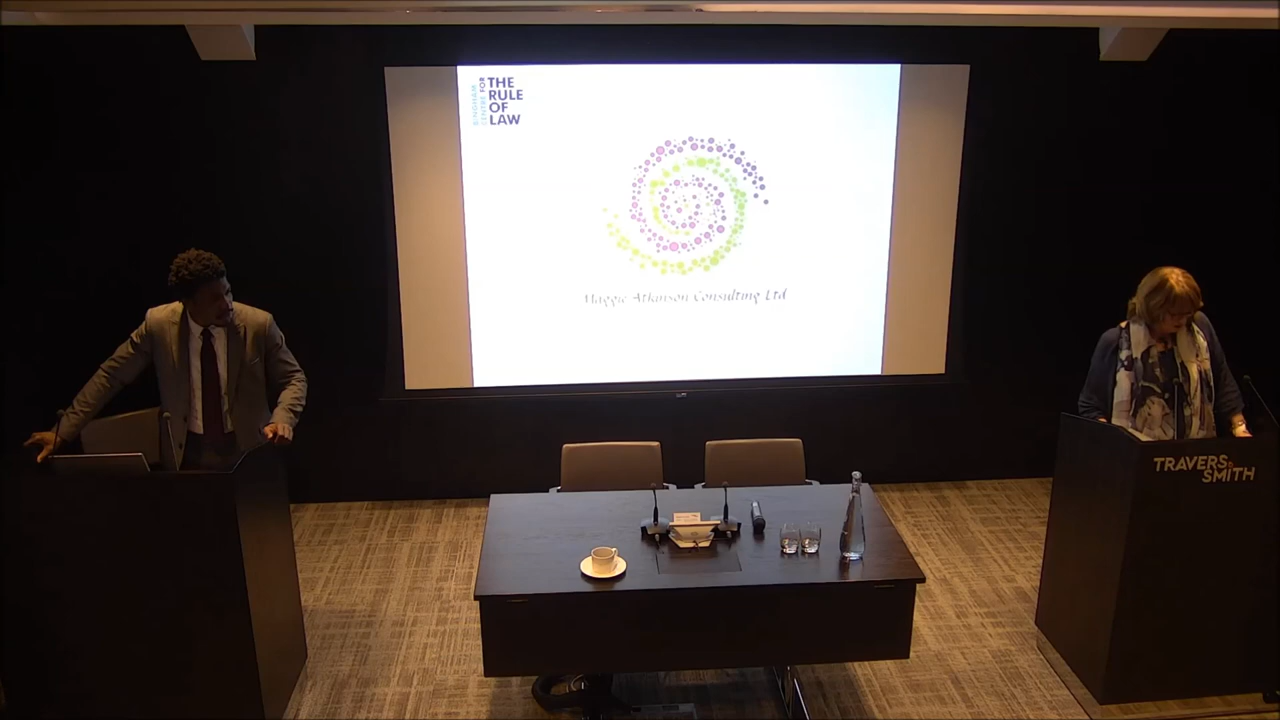 BINGHAM
CENTRE FOR
THE
RULE
OF
LAW
Maggie Atkinson Consulting Ltd
TRAVERS
SMITH